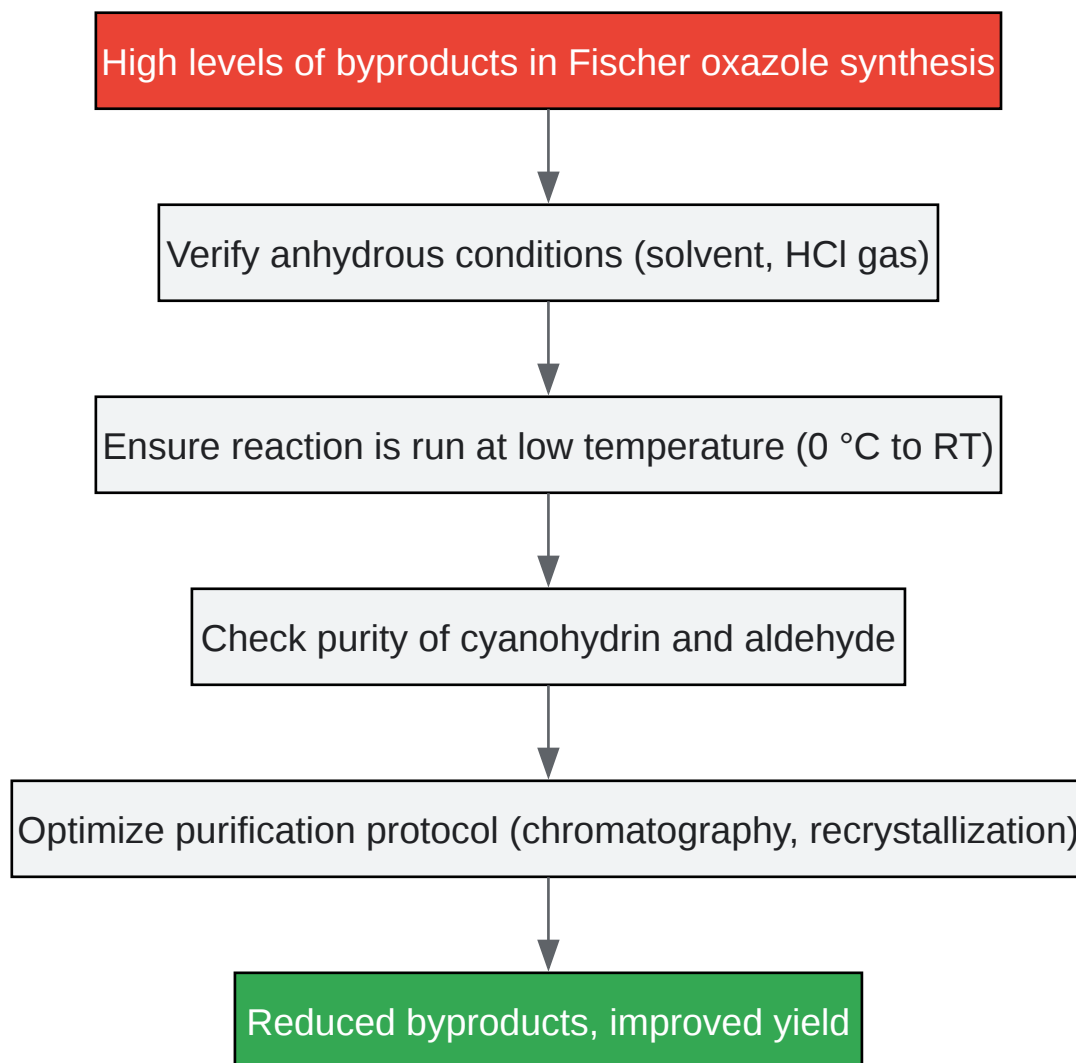 High levels of byproducts in Fischer oxazole synthesis
Verify anhydrous conditions (solvent, HCl gas)
Ensure reaction is run at low temperature (0 °C to RT)
Check purity of cyanohydrin and aldehyde
Optimize purification protocol (chromatography, recrystallization)
Reduced byproducts, improved yield